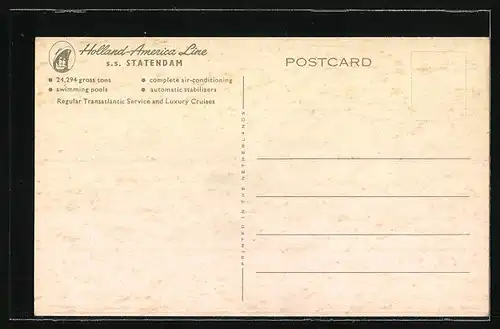 Holland-America Line
s.s. STATENDAM
• 24,294 gross tons • complete air-conditioning
• swimming pools • automatic stabilizers
Regular Transatlantic Service and Luxury Cruises
POSTCARD
PRINTED IN THE NETHERLANDS